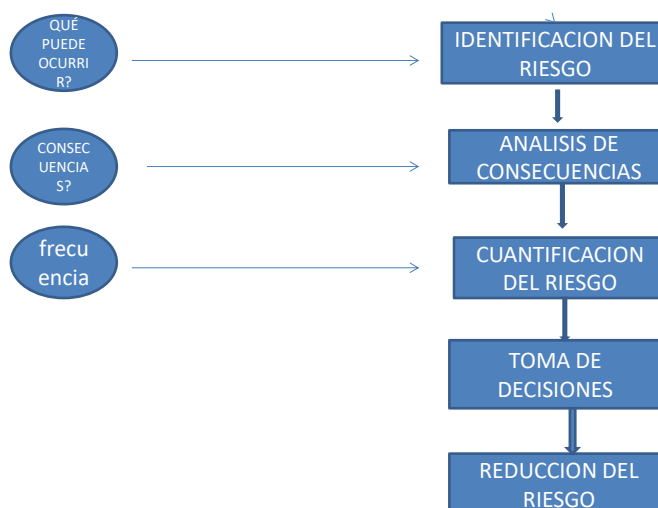 QUÉ
PUEDE
OCURRI
R?
IDENTIFICACION DEL
RIESGO
CONSEC
UENCIA
S?
ANALISIS DE
CONSECUENCIAS
frecu
encia
CUANTIFICACION
DEL RIESGO
TOMA DE
DECISIONES
REDUCCION DEL
RIESGO